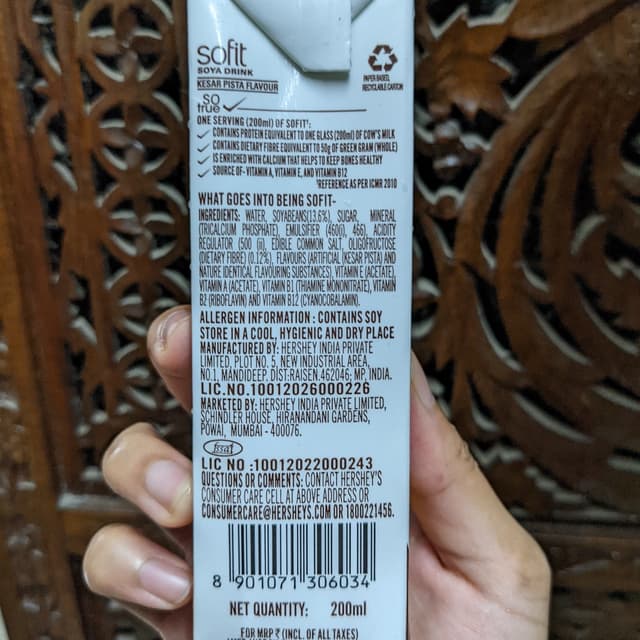 sofit
SOYA DRINK
KESAR PISTA FLAVOUR
PAPER BASED,
RECYCLABLE CARTON
so
true
ONE SERVING (200ml) OF SOFIT':
CONTAINS PROTEIN EQUIVALENT TO ONE GLASS (200ml) OF COW'S MILK
CONTAINS DIETARY FIBRE EQUIVALENT TO 50g OF GREEN GRAM (WHOLE)
IS ENRICHED WITH CALCIUM THAT HELPS TO KEEP BONES HEALTHY
SOURCE OF- VITAMIN A, VITAMIN E, AND VITAMIN B12
*REFERENCE AS PER ICMR 2010
WHAT GOES INTO BEING SOFIT-
INGREDIENTS: WATER, SOYABEANS(13.6%), SUGAR, MINERAL
(TRICALCIUM PHOSPHATE), EMULSIFIER (460(i), 466), ACIDITY
REGULATOR (500 (ii), EDIBLE COMMON SALT, OLIGOFRUCTOSE
(DIETARY FIBRE) (0.12%), FLAVOURS (ARTIFICIAL (KESAR PISTA) AND
NATURE IDENTICAL FLAVOURING SUBSTANCES), VITAMIN E (ACETATE),
VITAMIN A (ACETATE), VITAMIN B1 (THIAMINE MONONITRATE), VITAMIN
B2 (RIBOFLAVIN) AND VITAMIN B12 (CYANOCOBALAMIN).
ALLERGEN INFORMATION : CONTAINS SOY
STORE IN A COOL, HYGIENIC AND DRY PLACE
MANUFACTURED BY: HERSHEY INDIA PRIVATE
LIMITED, PLOT NO. 5, NEW INDUSTRIAL AREA,
NO.1, MANDIDEEP, DIST.RAISEN. 462046; MP, INDIA.
LIC.NO.10012026000226
MARKETED BY: HERSHEY INDIA PRIVATE LIMITED,
SCHINDLER HOUSE, HIRANANDANI GARDENS,
POWAI, MUMBAI - 400076.
fssai
LIC NO :10012022000243
QUESTIONS OR COMMENTS: CONTACT HERSHEY'S
CONSUMER CARE CELL AT ABOVE ADDRESS OR
CONSUMERCARE@HERSHEYS.COM OR 1800221456.
8 901071 306034
NET QUANTITY: 200ml
FOR MRP ₹ (INCL. OF ALL TAXES)